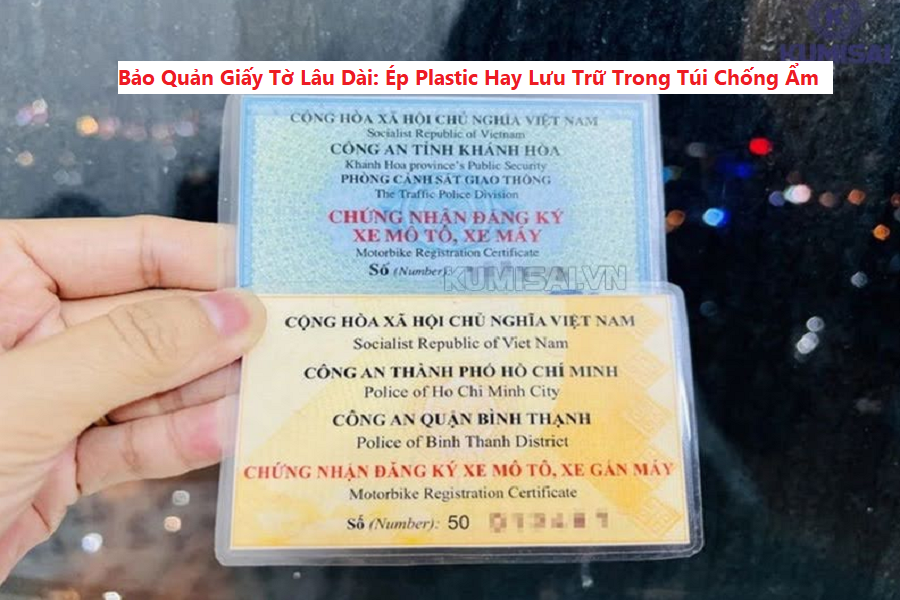 KUMISAI
Bảo Quản Giấy Tờ Lâu Dài: Ép Plastic Hay Lưu Trữ Trong Túi Chống Ẩm
CỘNG HÒA XÃ HỘI CHỦ NGHĨA VIỆT NAM
Socialist Republic of Vietnam
CÔNG AN TỈNH KHÁNH HÒA
Khanh Hoa province's Public Security
PHÒNG CẢNH SÁT GIAO THÔNG
The Traffic Police Division
CHỨNG NHẬN ĐĂNG KÝ
XE MÔ TÔ, XE MÁY
Motorbike Registration Certificate
Số (Number):
KUMISAI.VN
CỘNG HÒA XÃ HỘI CHỦ NGHĨA VIỆT NAM
Socialist Republic of Viet Nam
CÔNG AN THÀNH PHỐ HỒ CHÍ MINH
Police of Ho Chi Minh City
CÔNG AN QUẬN BÌNH THẠNH
Police of Binh Thanh District
CHỨNG NHẬN ĐĂNG KÝ XE MÔ TÔ, XE GẮN MÁY
Motorbike Registration Certificate
Số (Number): 50